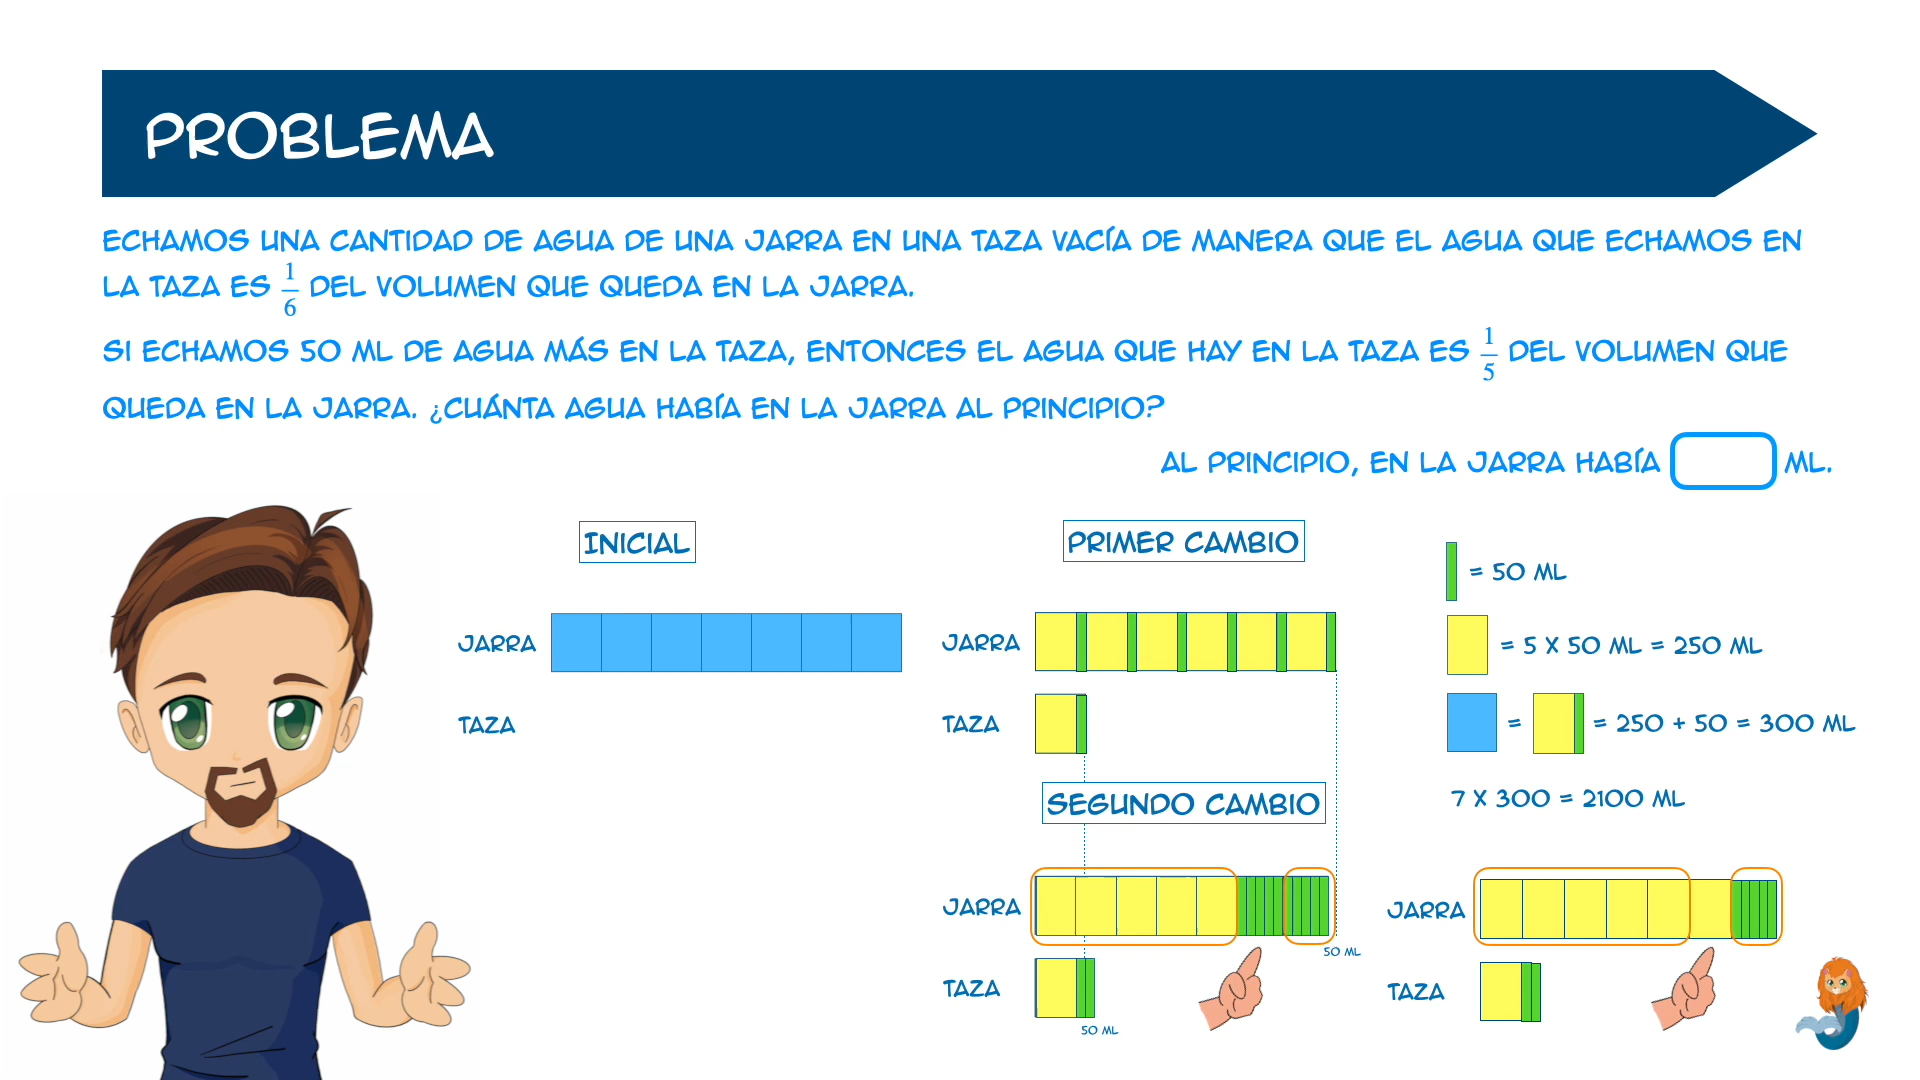 PROBLEMA
ECHAMOS UNA CANTIDAD DE AGUA DE UNA JARRA EN UNA TAZA VACÍA DE MANERA QUE EL AGUA QUE ECHAMOS EN
LA TAZA ES 1/6 DEL VOLUMEN QUE QUEDA EN LA JARRA.
SI ECHAMOS 50 ML DE AGUA MÁS EN LA TAZA, ENTONCES EL AGUA QUE HAY EN LA TAZA ES 1/5 DEL VOLUMEN QUE
QUEDA EN LA JARRA. ¿CUÁNTA AGUA HABÍA EN LA JARRA AL PRINCIPIO?
AL PRINCIPIO, EN LA JARRA HABÍA ML.
INICIAL
JARRA
TAZA
PRIMER CAMBIO
JARRA
TAZA
SEGUNDO CAMBIO
JARRA
50 ML
TAZA
50 ML
= 50 ML
= 5 X 50 ML = 250 ML
= = 250 + 50 = 300 ML
7 X 300 = 2100 ML
JARRA
TAZA